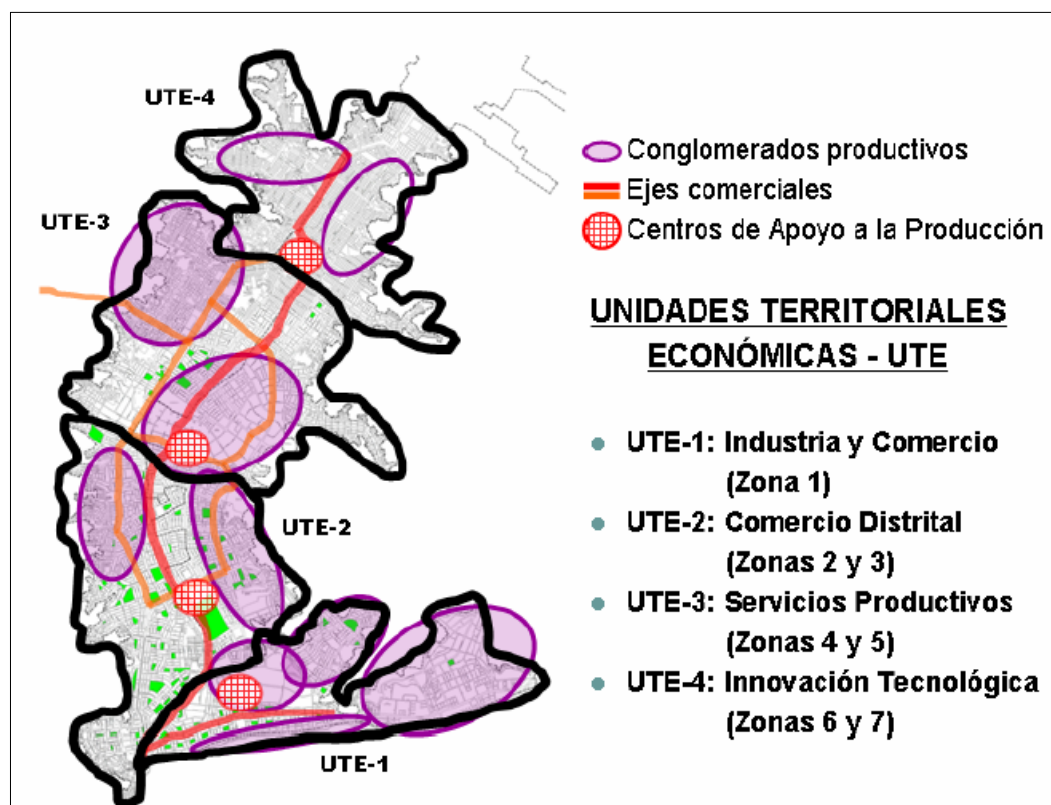 UTE-4
UTE-3
UTE-2
UTE-1
Conglomerados productivos
Ejes comerciales
Centros de Apoyo a la Producción
UNIDADES TERRITORIALES
ECONÓMICAS - UTE
UTE-1: Industria y Comercio
(Zona 1)
UTE-2: Comercio Distrital
(Zonas 2 y 3)
UTE-3: Servicios Productivos
(Zonas 4 y 5)
UTE-4: Innovación Tecnológica
(Zonas 6 y 7)